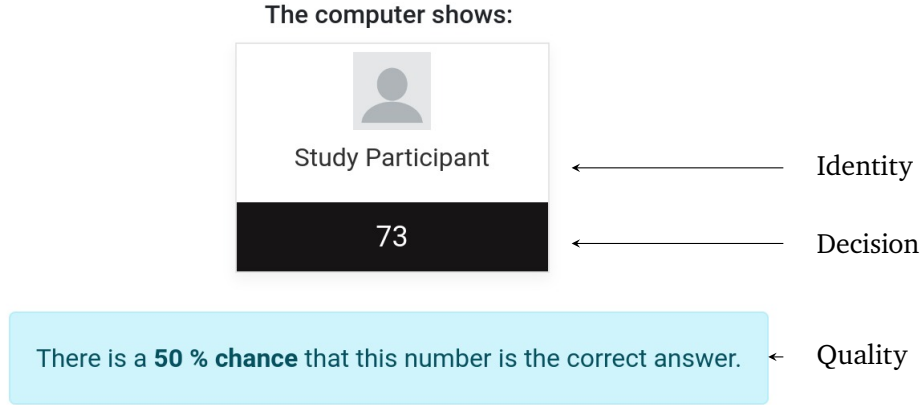 The computer shows:
Study Participant
Identity
73
Decision
There is a 50 % chance that this number is the correct answer.
Quality